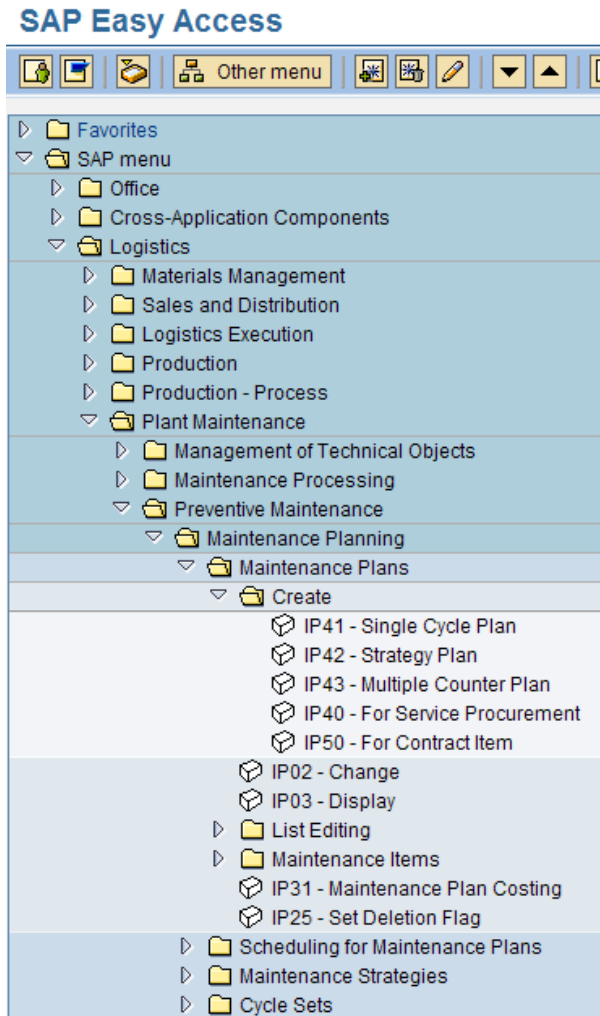 SAP Easy Access
Other menu
Favorites
SAP menu
Office
Cross-Application Components
Logistics
Materials Management
Sales and Distribution
Logistics Execution
Production
Production - Process
Plant Maintenance
Management of Technical Objects
Maintenance Processing
Preventive Maintenance
Maintenance Planning
Maintenance Plans
Create
IP41 - Single Cycle Plan
IP42 - Strategy Plan
IP43 - Multiple Counter Plan
IP40 - For Service Procurement
IP50 - For Contract Item
IP02 - Change
IP03 - Display
List Editing
Maintenance Items
IP31 - Maintenance Plan Costing
IP25 - Set Deletion Flag
Scheduling for Maintenance Plans
Maintenance Strategies
Cycle Sets